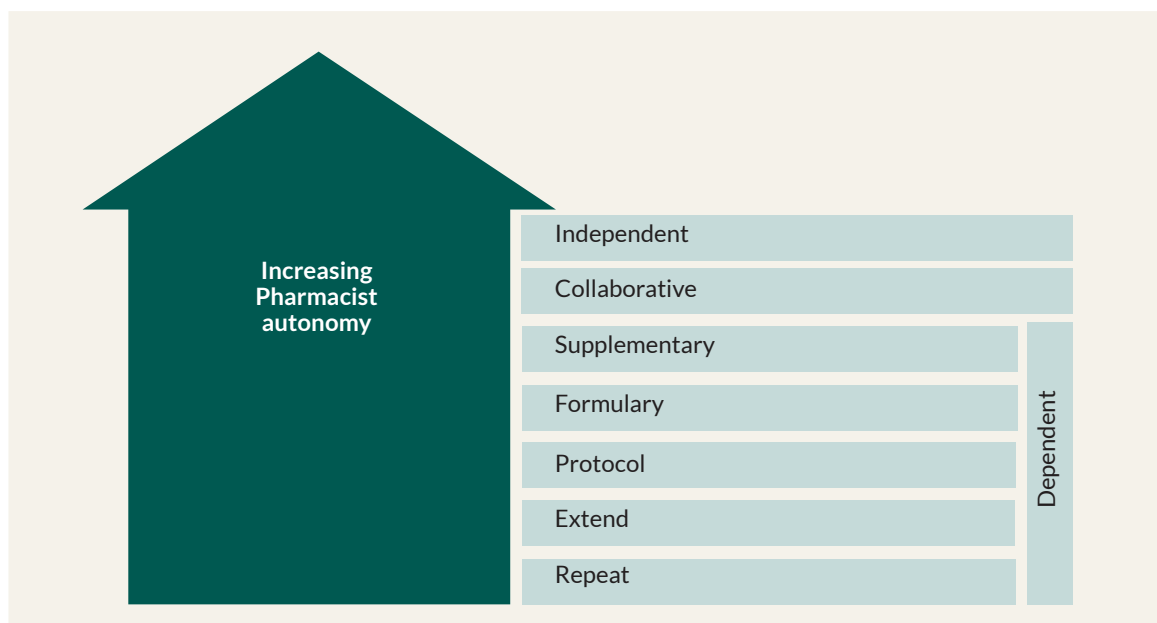 Increasing
Pharmacist
autonomy
Independent
Collaborative
Supplementary
Formulary
Protocol
Extend
Repeat
Dependent